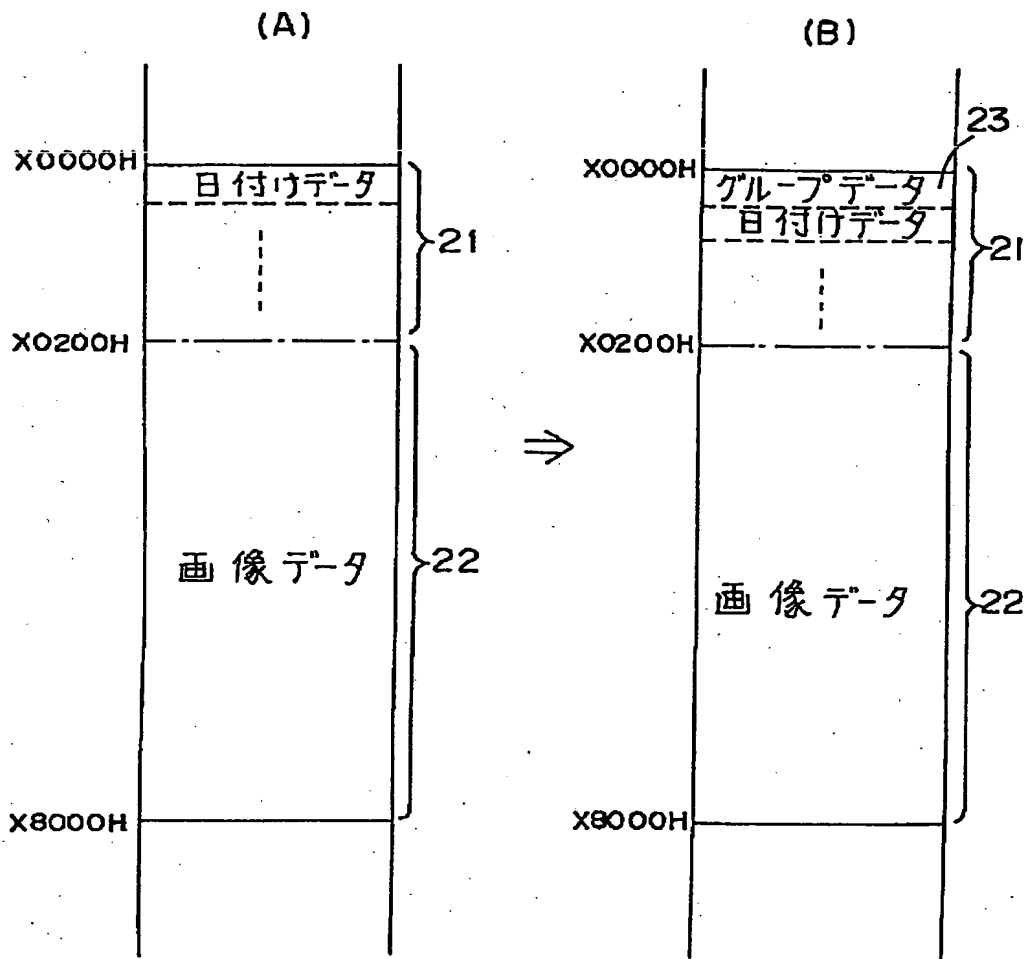 (A)
X0000H
日付けデータ
21
X0200H
画像データ
22
X8000H
(B)
23
X0000H
グループデータ
日付けデータ
21
X0200H
画像データ
22
X8000H